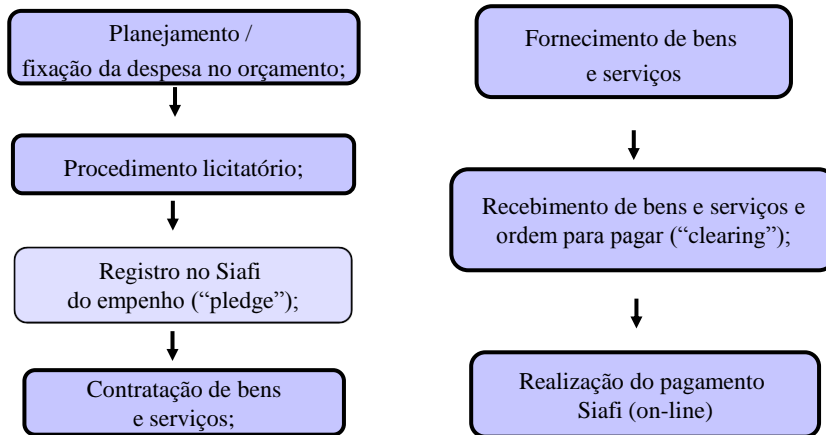 Planejamento /
fixação da despesa no orçamento;
Procedimento licitatório;
Registro no Siafi
do empenho (“pledge”);
Contratação de bens
e serviços;
Fornecimento de bens
e serviços
Recebimento de bens e serviços e
ordem para pagar (“clearing”);
Realização do pagamento
Siafi (on-line)